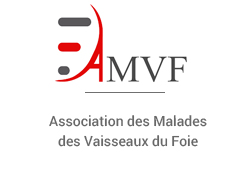 AMVF
Association des Malades
des Vaisseaux du Foie